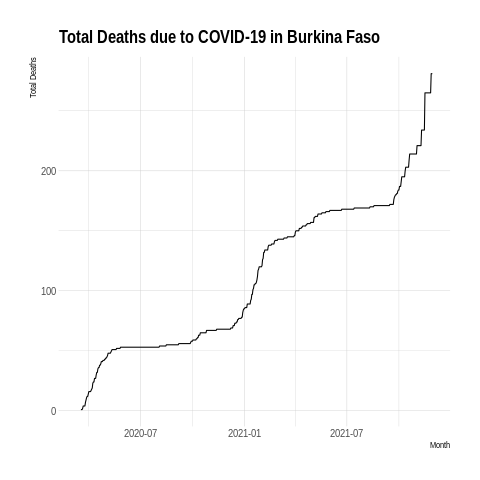 Total Deaths due to COVID-19 in Burkina Faso
Total Deaths
200
100
0
2020-07
2021-01
2021-07
Month